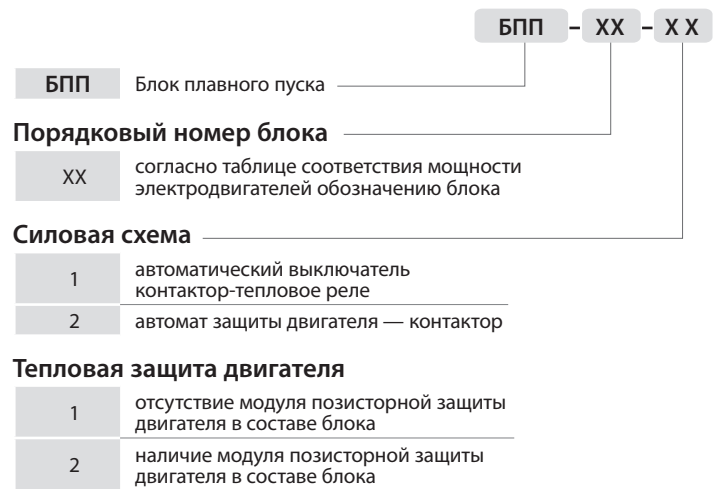 БПП – XX – X X
БПП Блок плавного пуска
Порядковый номер блока
XX согласно таблице соответствия мощности
электродвигателей обозначению блока
Силовая схема
1 автоматический выключатель
контактор-тепловое реле
2 автомат защиты двигателя — контактор
Тепловая защита двигателя
1 отсутствие модуля позисторной защиты
двигателя в составе блока
2 наличие модуля позисторной защиты
двигателя в составе блока